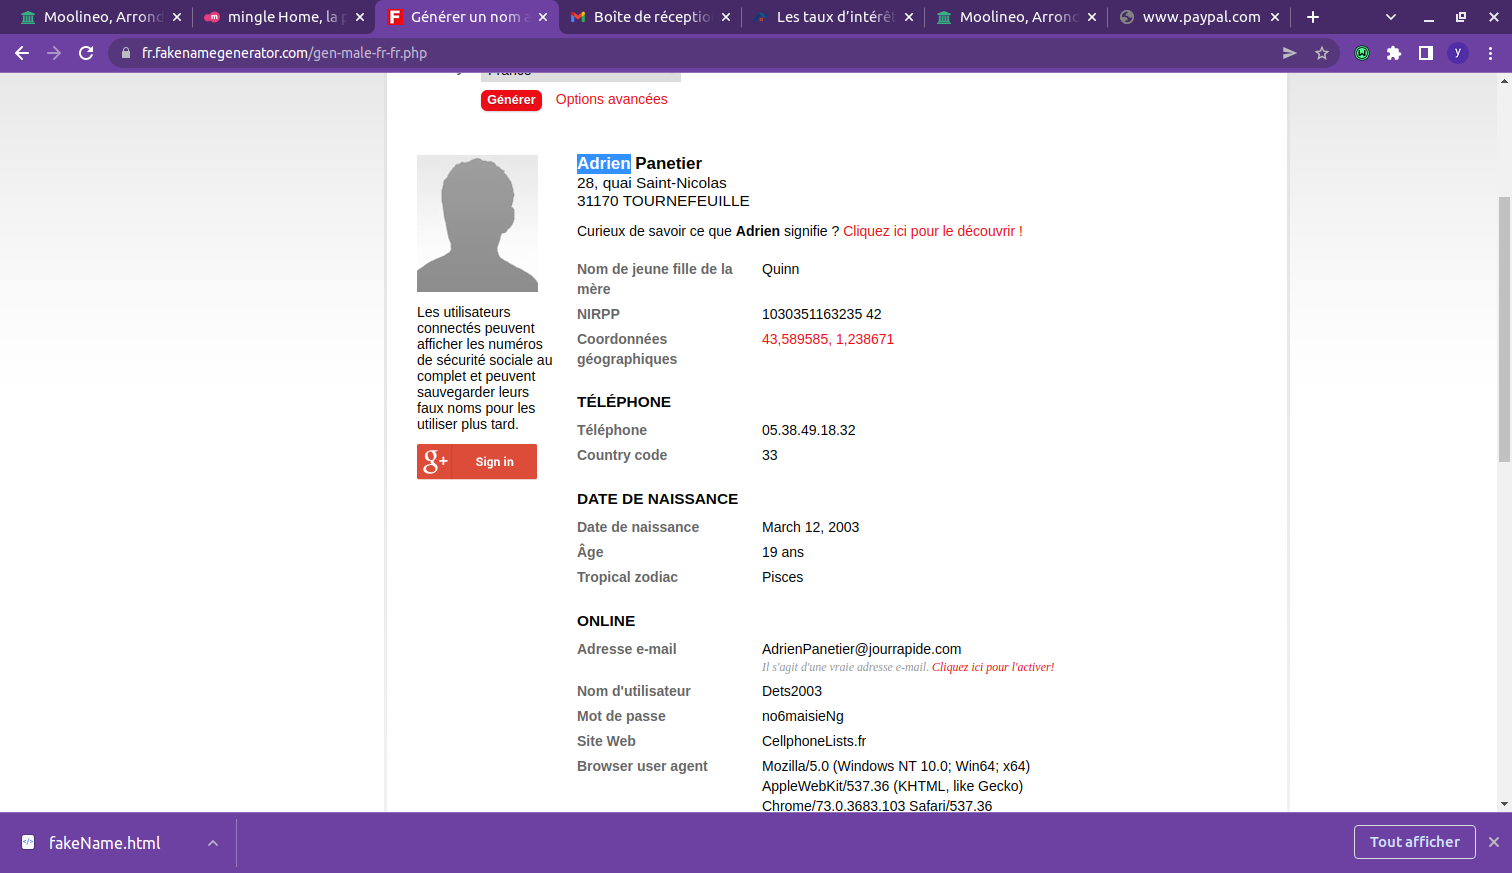 Moolineo, Arrond
mingle Home, la p
Générer un nom a
Boîte de réceptio
Les taux d’intérêt
Moolineo, Arrond
www.paypal.com
fr.fakenamegenerator.com/gen-male-fr-fr.php
y
France
Générer
Options avancées
Adrien Panetier
28, quai Saint-Nicolas
31170 TOURNEFEUILLE
Curieux de savoir ce que Adrien signifie ? Cliquez ici pour le découvrir !
Les utilisateurs
connectés peuvent
afficher les numéros
de sécurité sociale au
complet et peuvent
sauvegarder leurs
faux noms pour les
utiliser plus tard.
g+ Sign in
Nom de jeune fille de la
mère
Quinn
NIRPP 1030351163235 42
Coordonnées
géographiques
43,589585, 1,238671
TÉLÉPHONE
Téléphone 05.38.49.18.32
Country code 33
DATE DE NAISSANCE
Date de naissance March 12, 2003
Âge 19 ans
Tropical zodiac Pisces
ONLINE
Adresse e-mail AdrienPanetier@jourrapide.com
Il s'agit d'une vraie adresse e-mail. Cliquez ici pour l'activer!
Nom d'utilisateur Dets2003
Mot de passe no6maisieNg
Site Web CellphoneLists.fr
Browser user agent Mozilla/5.0 (Windows NT 10.0; Win64; x64)
AppleWebKit/537.36 (KHTML, like Gecko)
Chrome/73.0.3683.103 Safari/537.36
fakeName.html
Tout afficher